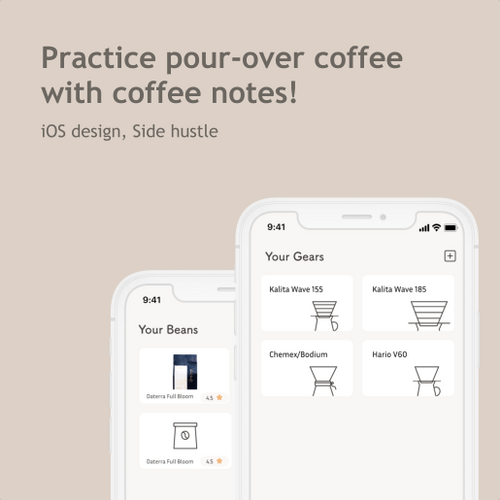 Practice pour-over coffee
with coffee notes!
iOS design, Side hustle
9:41
Your Gears
Kalita Wave 155
Kalita Wave 185
Chemex/Bodium
Hario V60
9:41
Your Beans
Daterra Full Bloom 4.5
Daterra Full Bloom 4.5